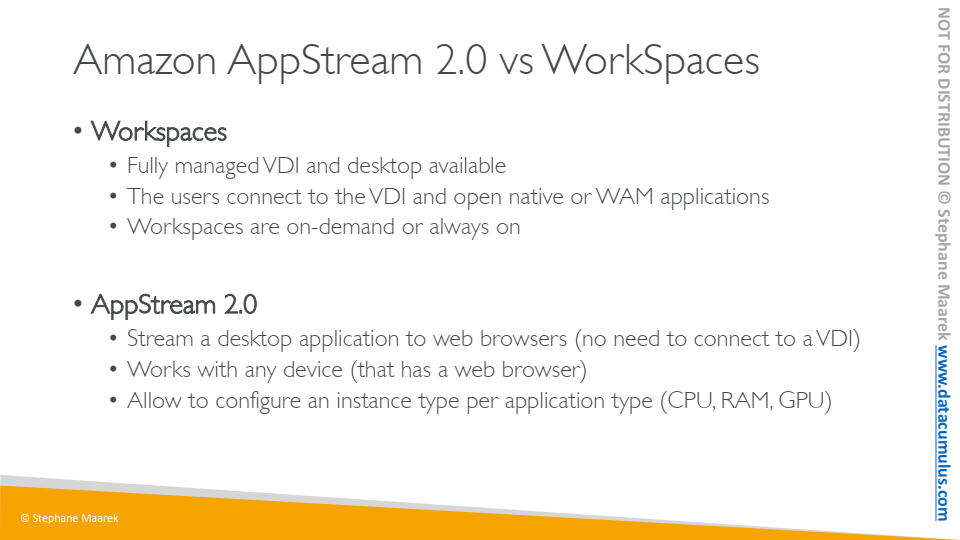 Amazon AppStream 2.0 vs WorkSpaces
• Workspaces
• Fully managed VDI and desktop available
• The users connect to the VDI and open native or WAM applications
• Workspaces are on-demand or always on
• AppStream 2.0
• Stream a desktop application to web browsers (no need to connect to a VDI)
• Works with any device (that has a web browser)
• Allow to configure an instance type per application type (CPU, RAM, GPU)
© Stephane Maarek
NOT FOR DISTRIBUTION © Stephane Maarek www.datacumulus.com